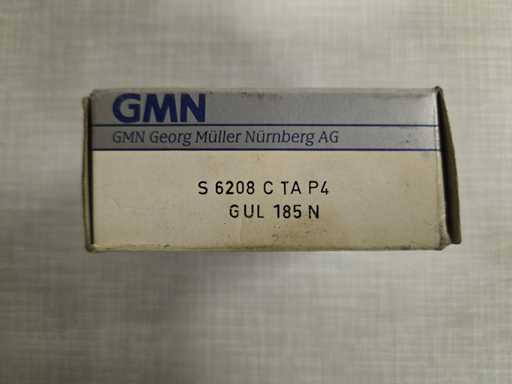 GMN
GMN Georg Müller Nürnberg AG
S 6208 C TA P4
GUL 185 N